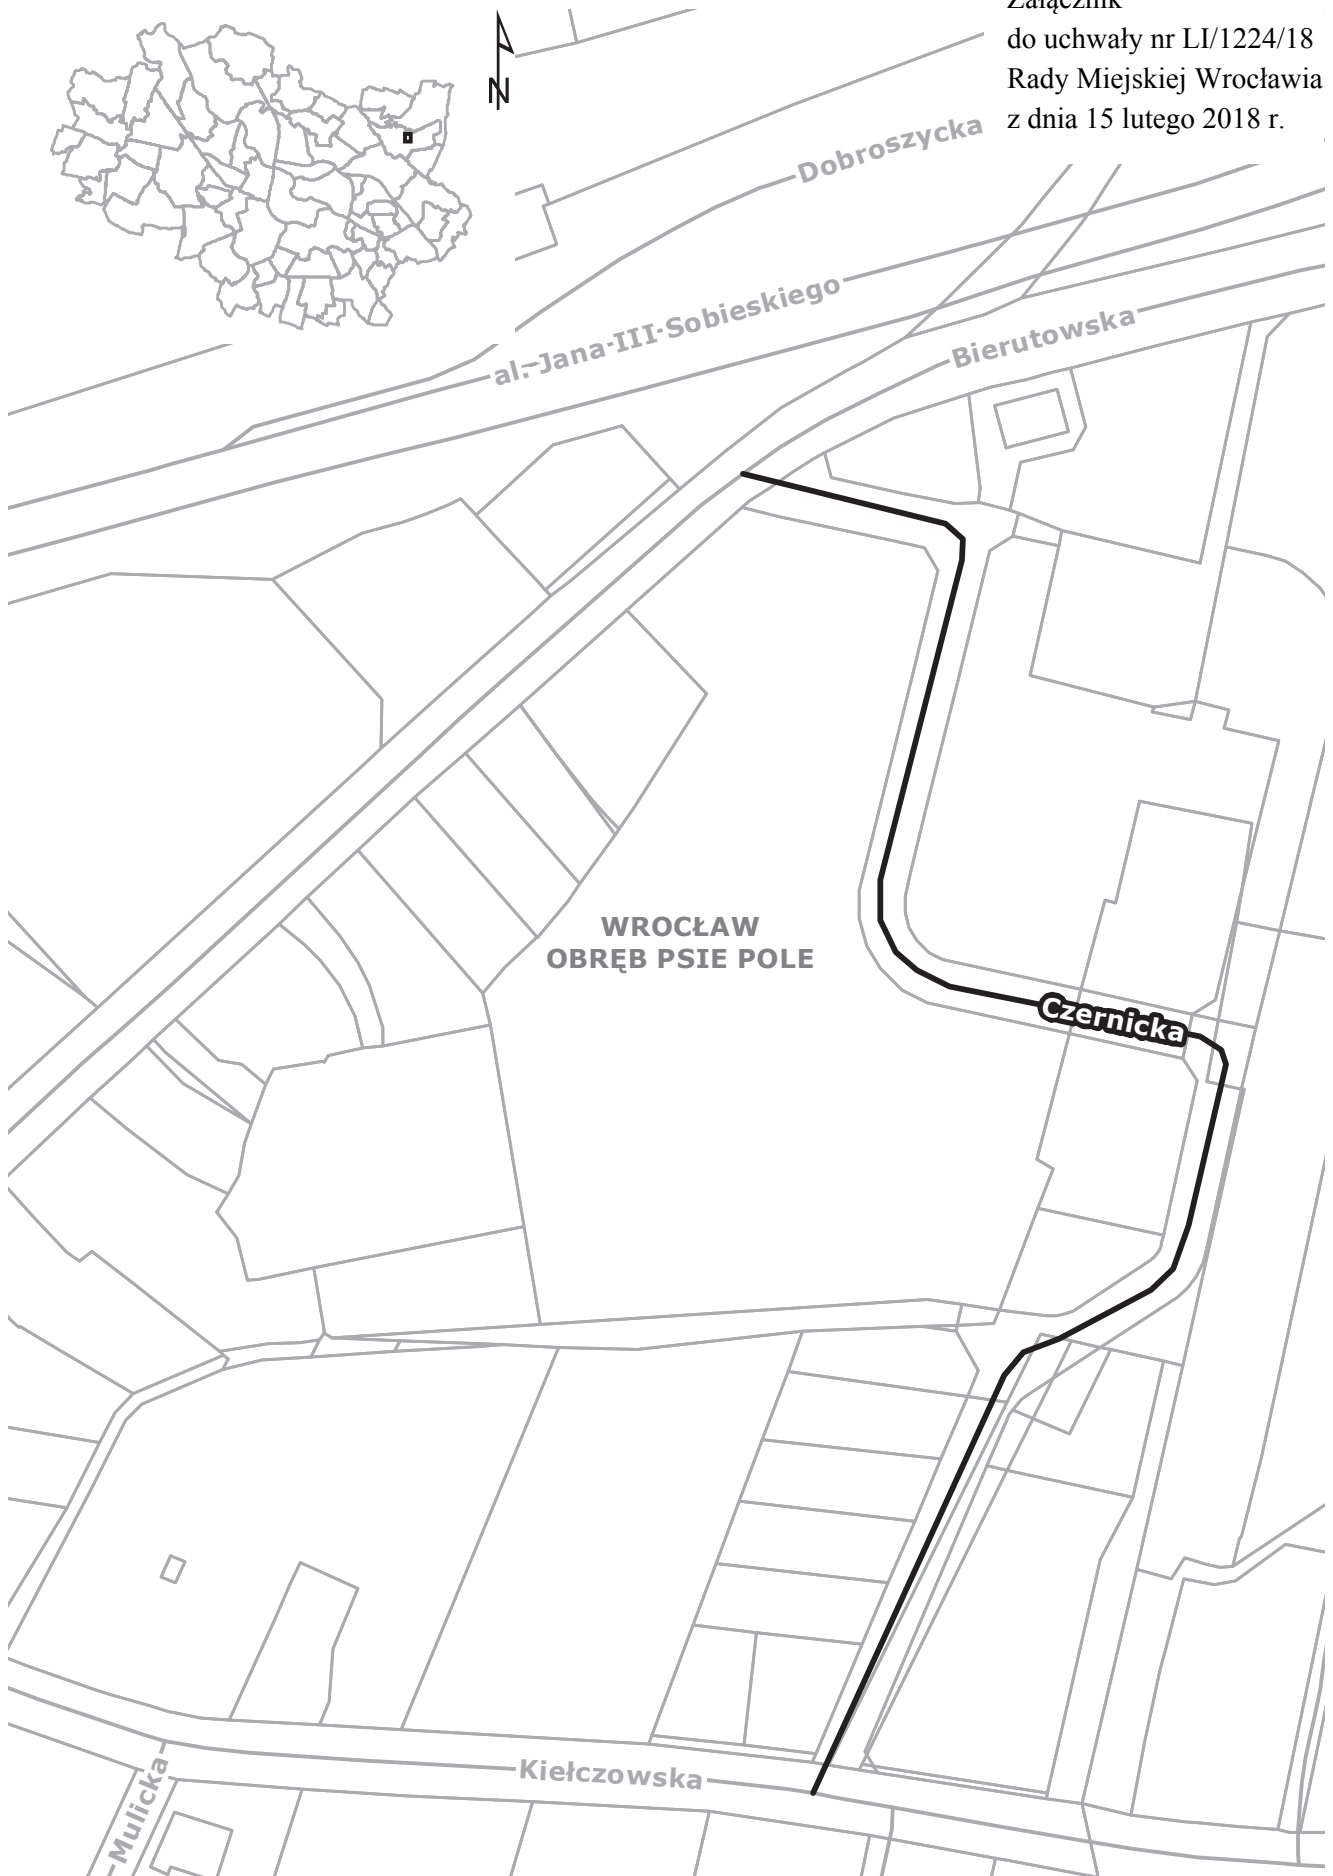 Załącznik
do uchwały nr LI/1224/18
Rady Miejskiej Wrocławia
z dnia 15 lutego 2018 r.
N
Dobroszycka
al. Jana III Sobieskiego
Bierutowska
WROCŁAW
OBRĘB PSIE POLE
Czernicka
Kiełczowska
Mulicka